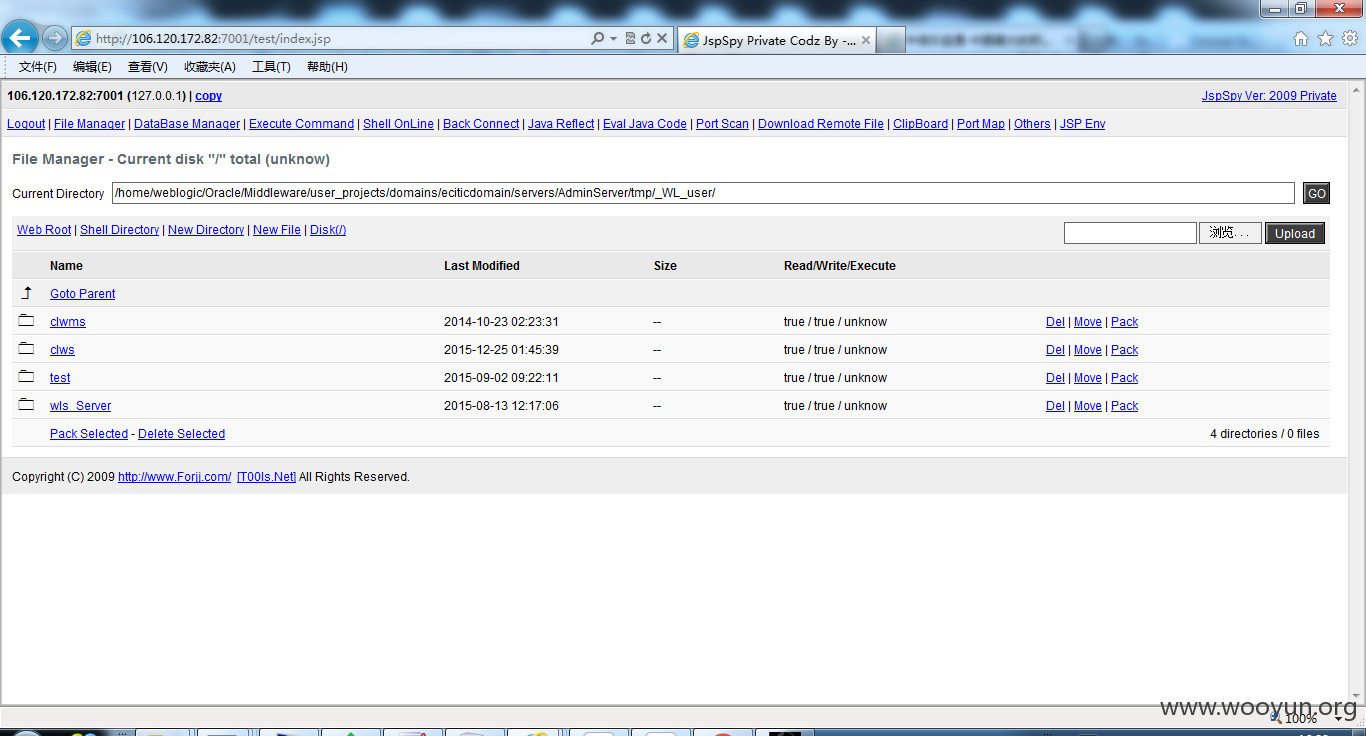 http://106.120.172.82:7001/test/index.jsp
JspSpy Private Codz By -...
文件(F) 编辑(E) 查看(V) 收藏夹(A) 工具(T) 帮助(H)
106.120.172.82:7001 (127.0.0.1) | copy JspSpy Ver: 2009 Private
Logout | File Manager | DataBase Manager | Execute Command | Shell OnLine | Back Connect | Java Reflect | Eval Java Code | Port Scan | Download Remote File | ClipBoard | Port Map | Others | JSP Env
File Manager - Current disk "/" total (unknow)
Current Directory /home/weblogic/Oracle/Middleware/user_projects/domains/eciticdomain/servers/AdminServer/tmp/_WL_user/ GO
Web Root | Shell Directory | New Directory | New File | Disk(/) 浏览... Upload
Name Last Modified Size Read/Write/Execute
Goto Parent
clwms 2014-10-23 02:23:31 -- true / true / unknow Del | Move | Pack
clws 2015-12-25 01:45:39 -- true / true / unknow Del | Move | Pack
test 2015-09-02 09:22:11 -- true / true / unknow Del | Move | Pack
wls_Server 2015-08-13 12:17:06 -- true / true / unknow Del | Move | Pack
Pack Selected - Delete Selected 4 directories / 0 files
Copyright (C) 2009 http://www.Forjj.com/ [T00ls.Net] All Rights Reserved.
www.wooyun.org
100%